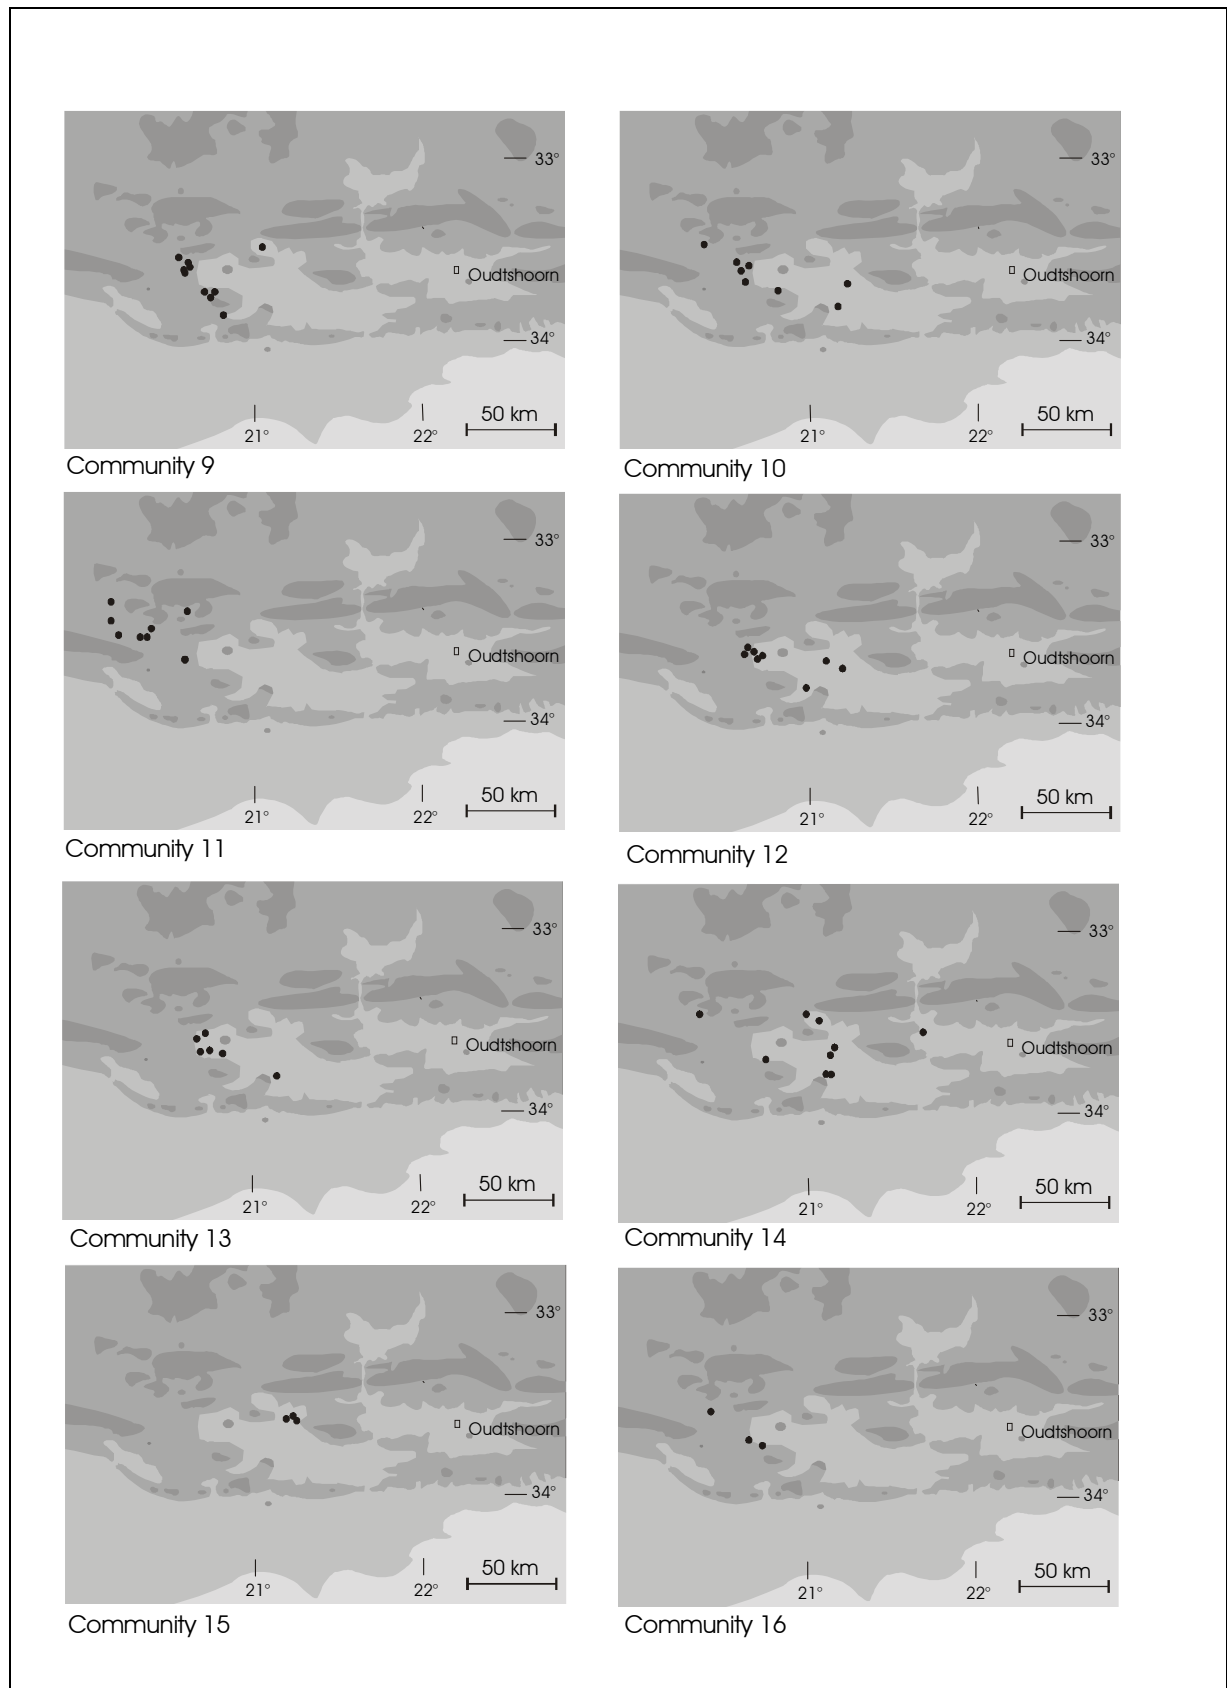 33°
Oudtshoorn
34°
50 km
21°
22°
Community 9
33°
Oudtshoorn
34°
50 km
21°
22°
Community 10
33°
Oudtshoorn
34°
50 km
21°
22°
Community 11
33°
Oudtshoorn
34°
50 km
21°
22°
Community 12
33°
Oudtshoorn
34°
50 km
21°
22°
Community 13
33°
Oudtshoorn
34°
50 km
21°
22°
Community 14
33°
Oudtshoorn
34°
50 km
21°
22°
Community 15
33°
Oudtshoorn
34°
50 km
21°
22°
Community 16